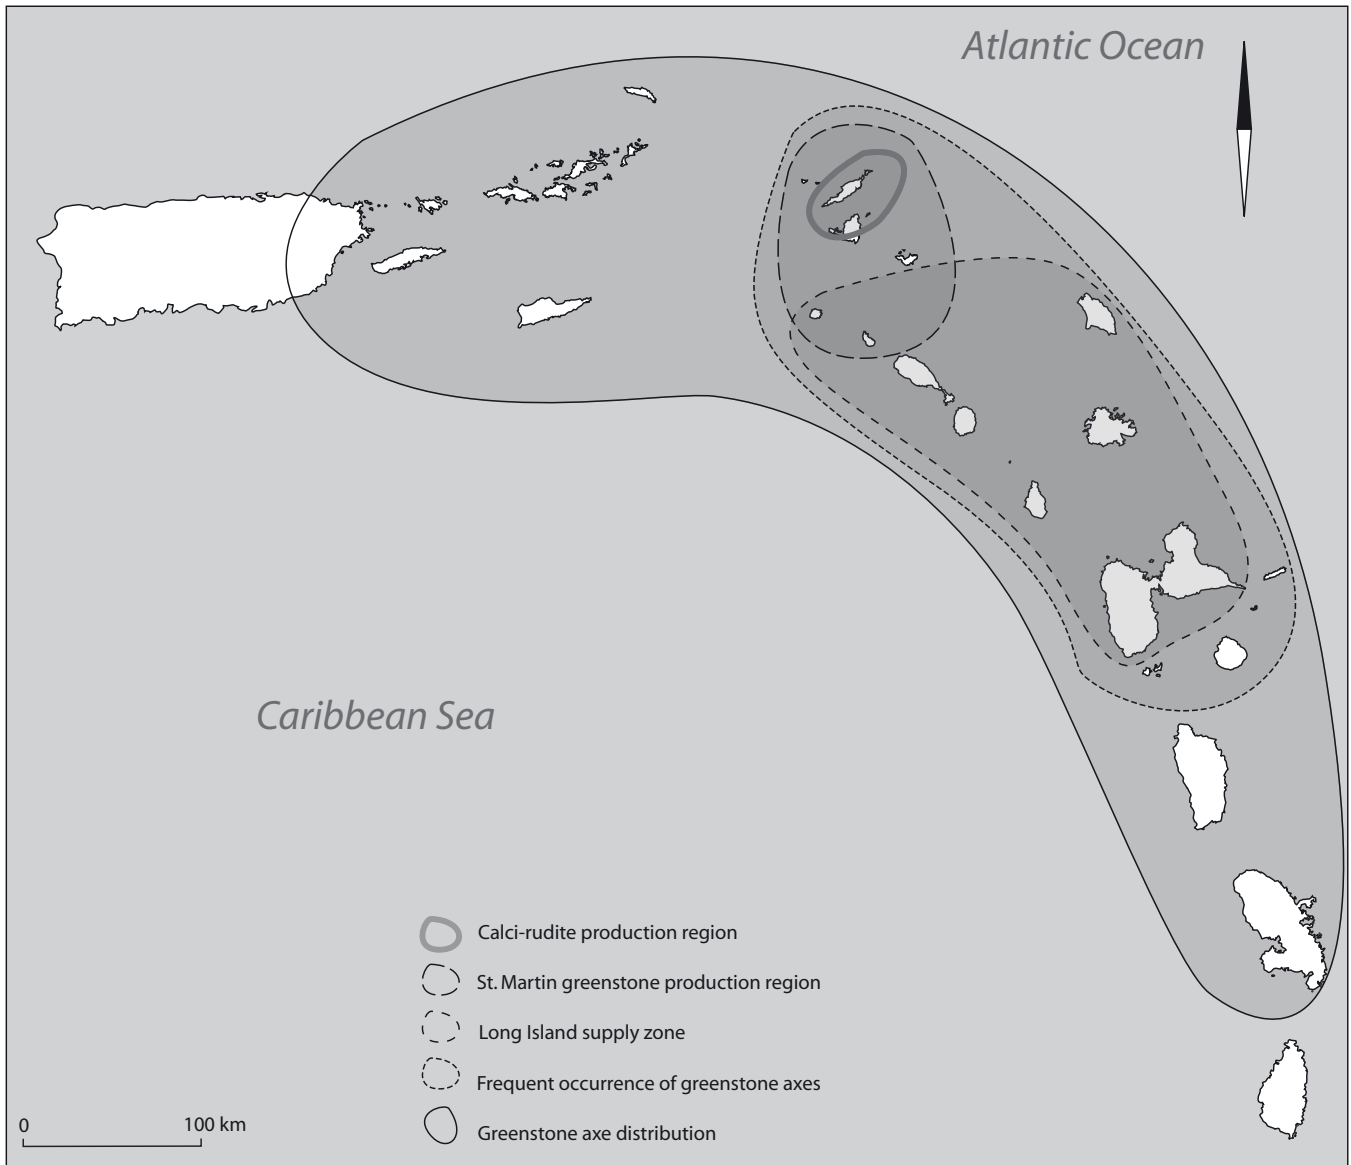 Atlantic Ocean
Caribbean Sea
Calci-rudite production region
St. Martin greenstone production region
Long Island supply zone
Frequent occurrence of greenstone axes
Greenstone axe distribution
0 100 km